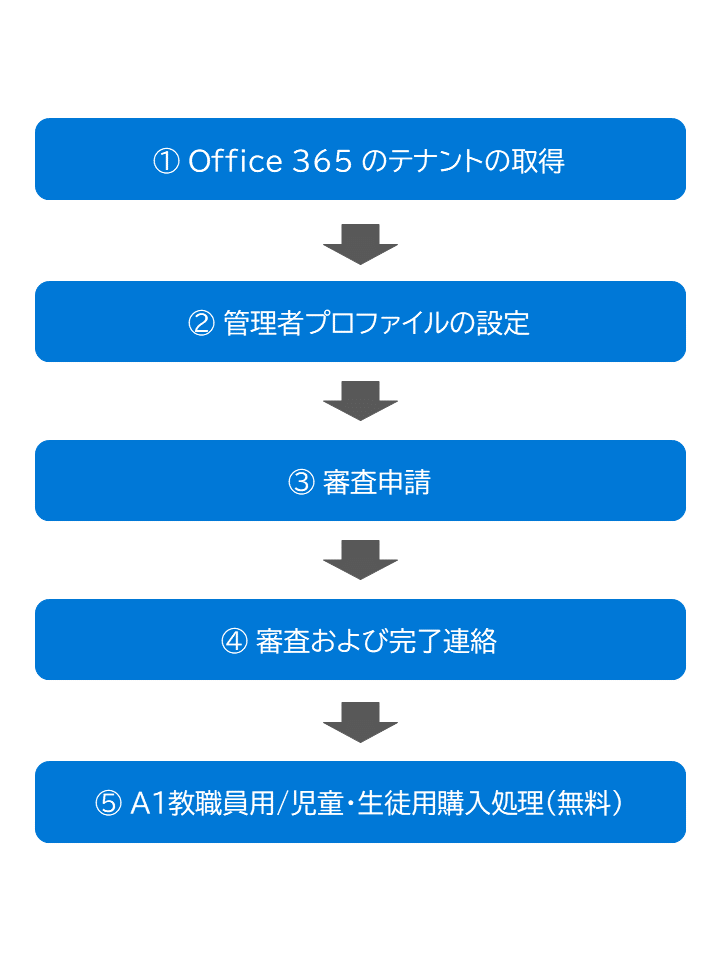 ① Office 365 のテナントの取得
② 管理者プロファイルの設定
③ 審査申請
④ 審査および完了連絡
⑤ A1教職員用/児童・生徒用購入処理(無料)